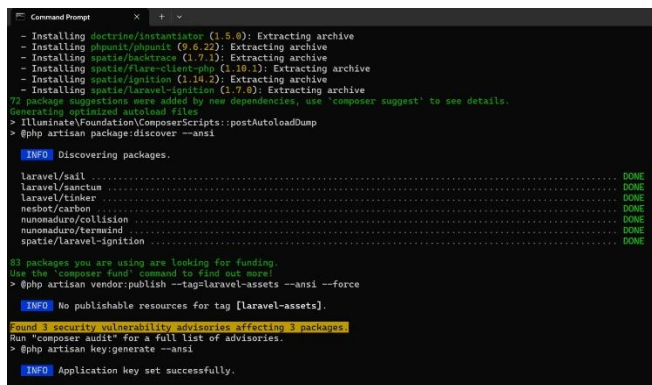 Command Prompt
- Installing doctrine/instantiator (1.5.0): Extracting archive
- Installing phpunit/phpunit (9.6.22): Extracting archive
- Installing spatie/backtrace (1.7.1): Extracting archive
- Installing spatie/flare-client-php (1.10.1): Extracting archive
- Installing spatie/ignition (1.14.2): Extracting archive
- Installing spatie/laravel-ignition (1.7.0): Extracting archive
72 package suggestions were added by new dependencies, use `composer suggest` to see details.
Generating optimized autoload files
> Illuminate\Foundation\ComposerScripts::postAutoloadDump
> @php artisan package:discover --ansi
INFO Discovering packages.
laravel/sail ........ DONE
laravel/sanctum ........ DONE
laravel/tinker ........ DONE
nesbot/carbon ........ DONE
nunomaduro/collision ........ DONE
nunomaduro/termwind ........ DONE
spatie/laravel-ignition ........ DONE
83 packages you are using are looking for funding.
Use the `composer fund` command to find out more!
> @php artisan vendor:publish --tag=laravel-assets --ansi --force
INFO No publishable resources for tag [laravel-assets].
Found 3 security vulnerability advisories affecting 3 packages.
Run "composer audit" for a full list of advisories.
> @php artisan key:generate --ansi
INFO Application key set successfully.